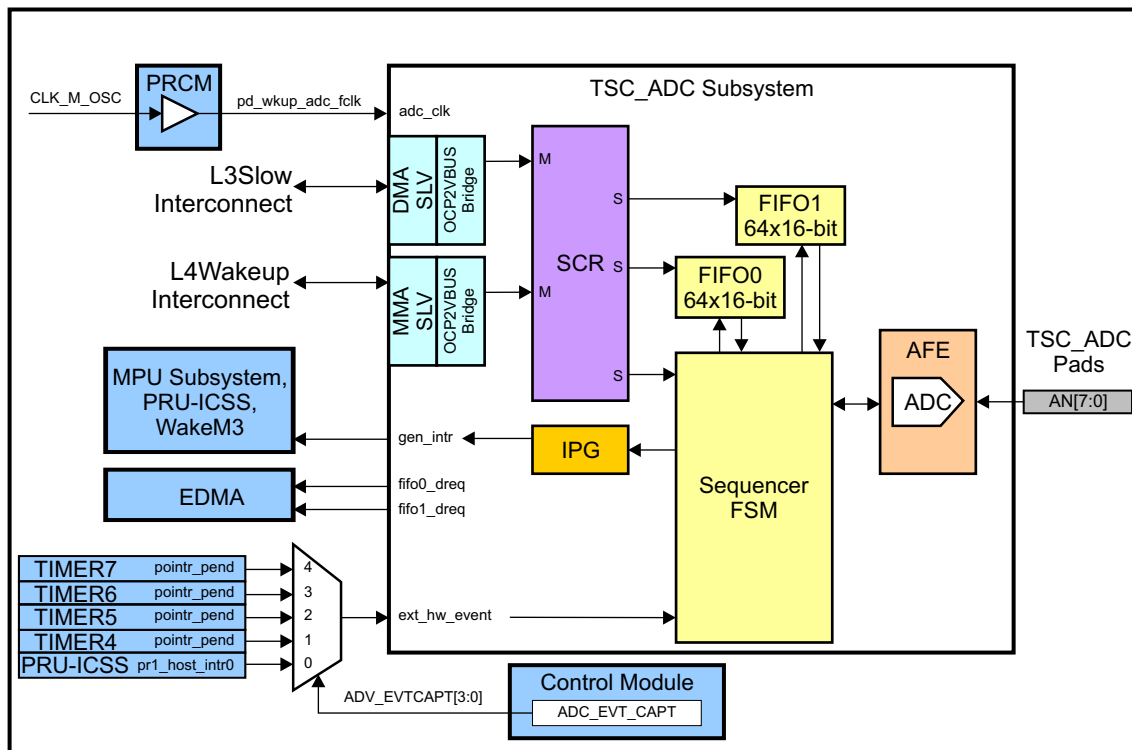 PRCM
CLK_M_OSC
pd_wkup_adc_fclk
TSC_ADC Subsystem
adc_clk
L3Slow
Interconnect
DMA
SLV
OCP2VBUS
Bridge
M
S
FIFO1
64x16-bit
SCR
L4Wakeup
Interconnect
MMA
SLV
OCP2VBUS
Bridge
M
S
FIFO0
64x16-bit
S
AFE
ADC
TSC_ADC
Pads
AN[7:0]
MPU Subsystem,
PRU-ICSS,
WakeM3
gen_intr
IPG
Sequencer
FSM
EDMA
fifo0_dreq
fifo1_dreq
TIMER7 pointr_pend 4
TIMER6 pointr_pend 3
TIMER5 pointr_pend 2
TIMER4 pointr_pend 1
PRU-ICSS pr1_host_intr0 0
ext_hw_event
ADV_EVTCAPT[3:0]
Control Module
ADC_EVT_CAPT